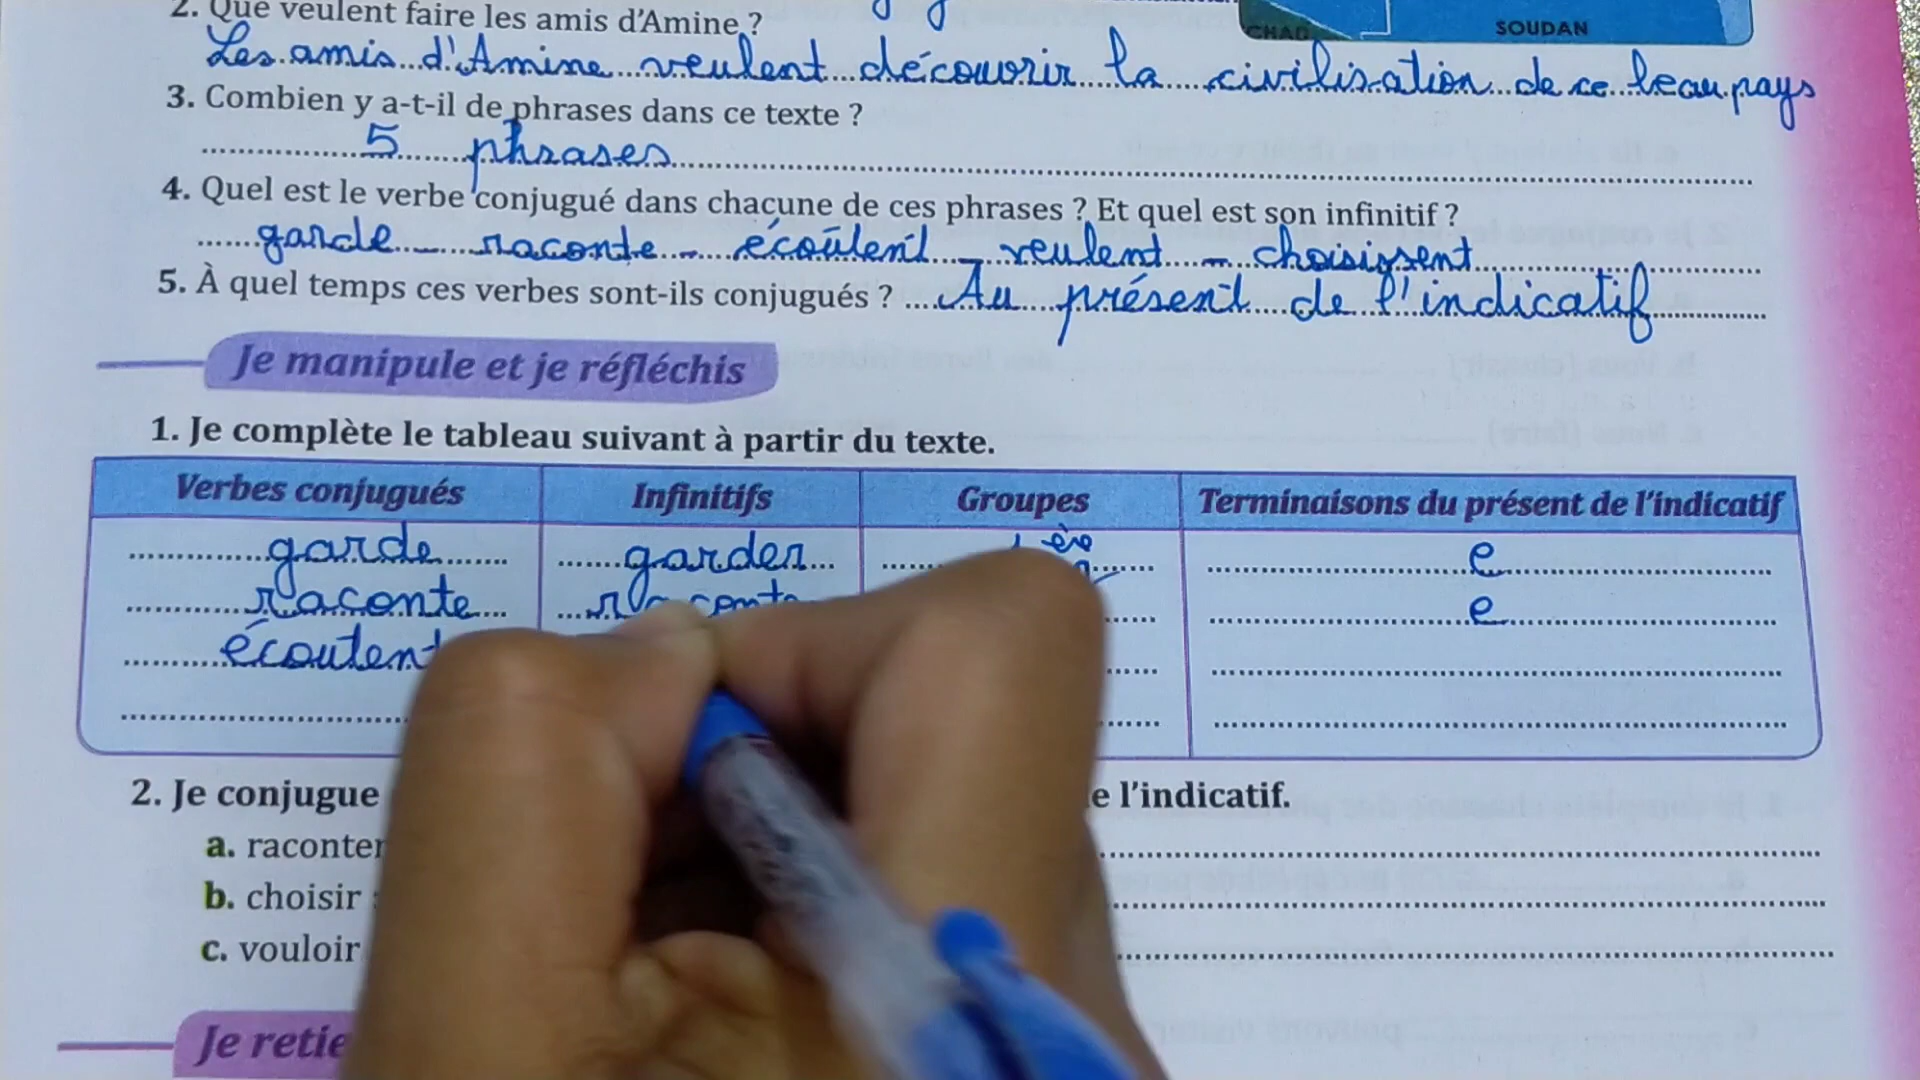 2. Que veulent faire les amis d'Amine ?
CHAD
SOUDAN
Les amis d'Amine veulent découvrir la civilisation de ce beau pays
3. Combien y a-t-il de phrases dans ce texte ?
5 phrases
4. Quel est le verbe conjugué dans chacune de ces phrases ? Et quel est son infinitif ?
garde - raconte - écoutent - veulent - choisissent
5. À quel temps ces verbes sont-ils conjugués ? Au présent de l'indicatif
Je manipule et je réfléchis
1. Je complète le tableau suivant à partir du texte.
Verbes conjugués Infinitifs Groupes Terminaisons du présent de l'indicatif
garde garder ère e
raconte e
écoutent
2. Je conjugue e l'indicatif.
a. raconter
b. choisir :
c. vouloir
Je retie